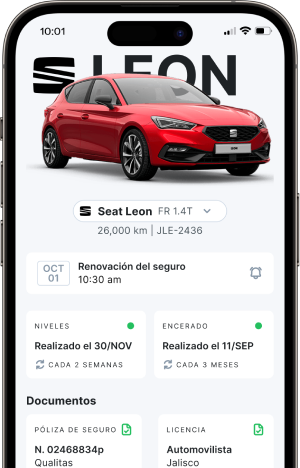 10:01
LEON
Seat Leon FR 1.4T
26,000 km | JLE-2436
OCT
01
Renovación del seguro
10:30 am
NIVELES
Realizado el 30/NOV
CADA 2 SEMANAS
ENCERADO
Realizado el 11/SEP
CADA 3 MESES
Documentos
PÓLIZA DE SEGURO
N. 02468834p
Qualitas
LICENCIA
Automovilista
Jalisco